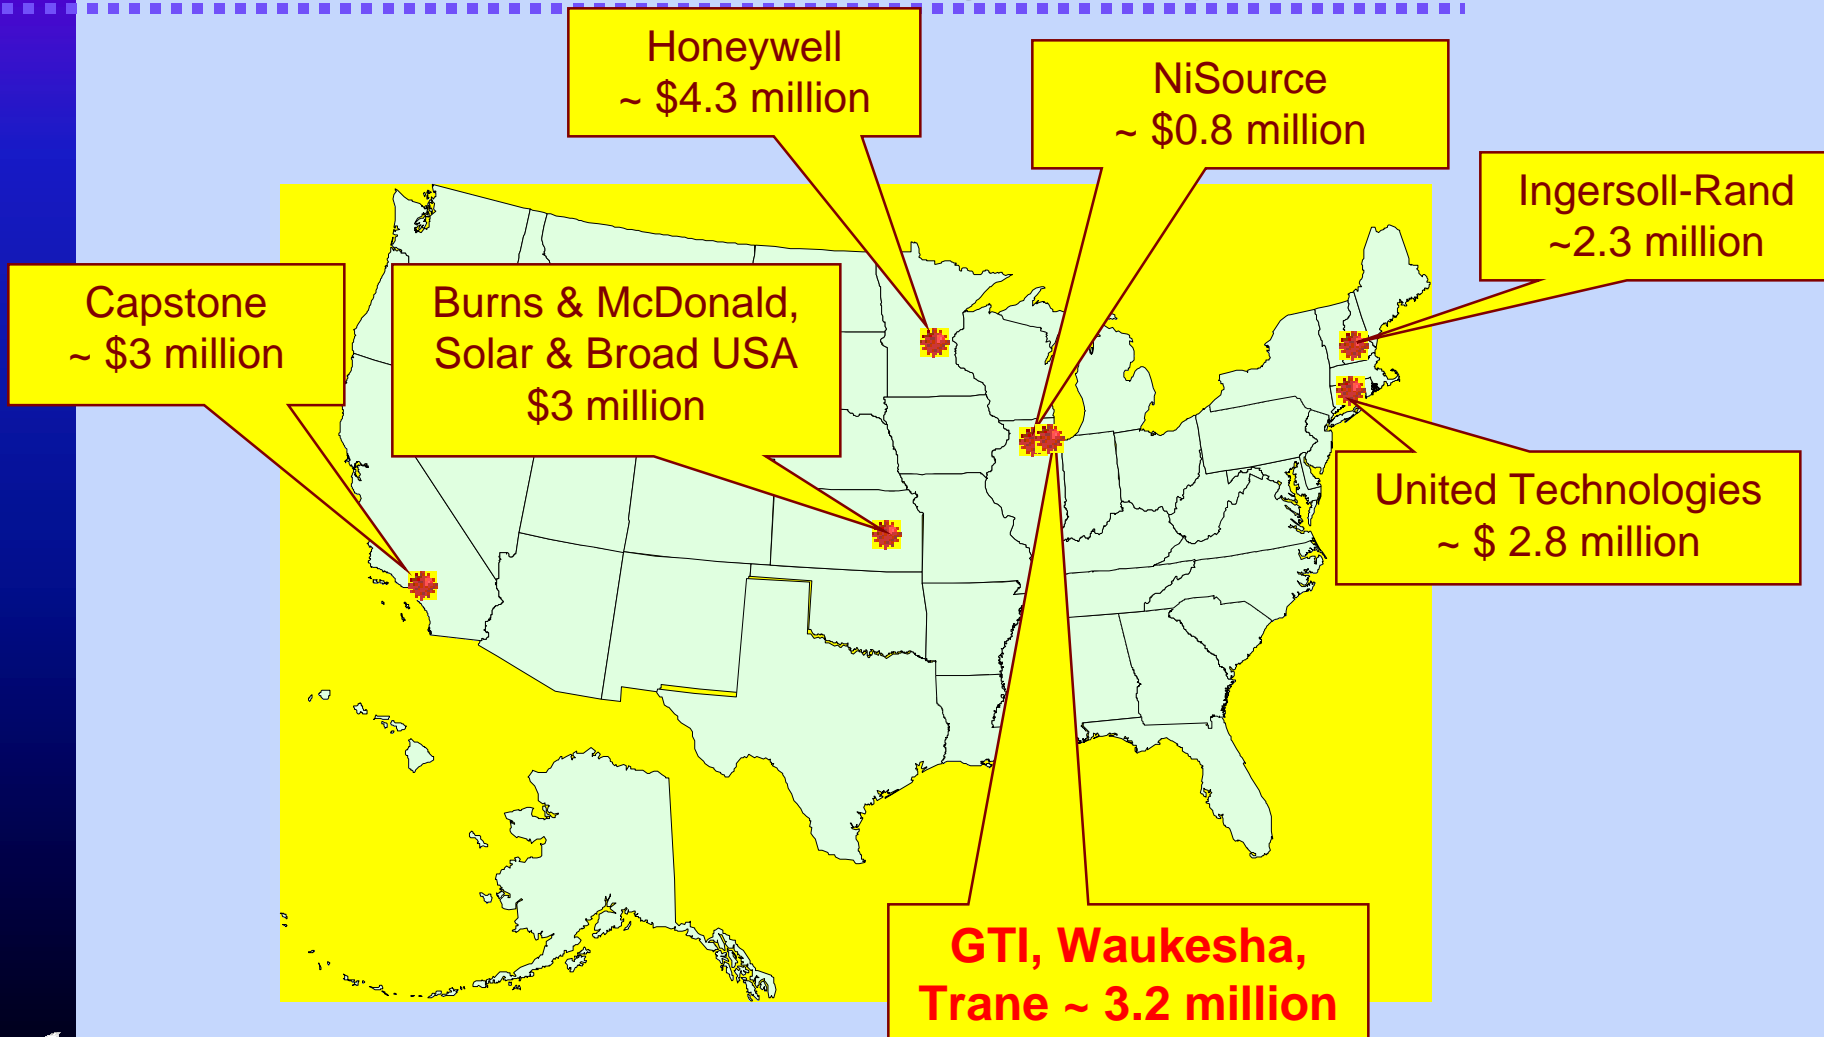 Honeywell
~ $4.3 million
NiSource
~ $0.8 million
Ingersoll-Rand
~2.3 million
Capstone
~ $3 million
Burns & McDonald,
Solar & Broad USA
$3 million
United Technologies
~ $ 2.8 million
GTI, Waukesha,
Trane ~ 3.2 million